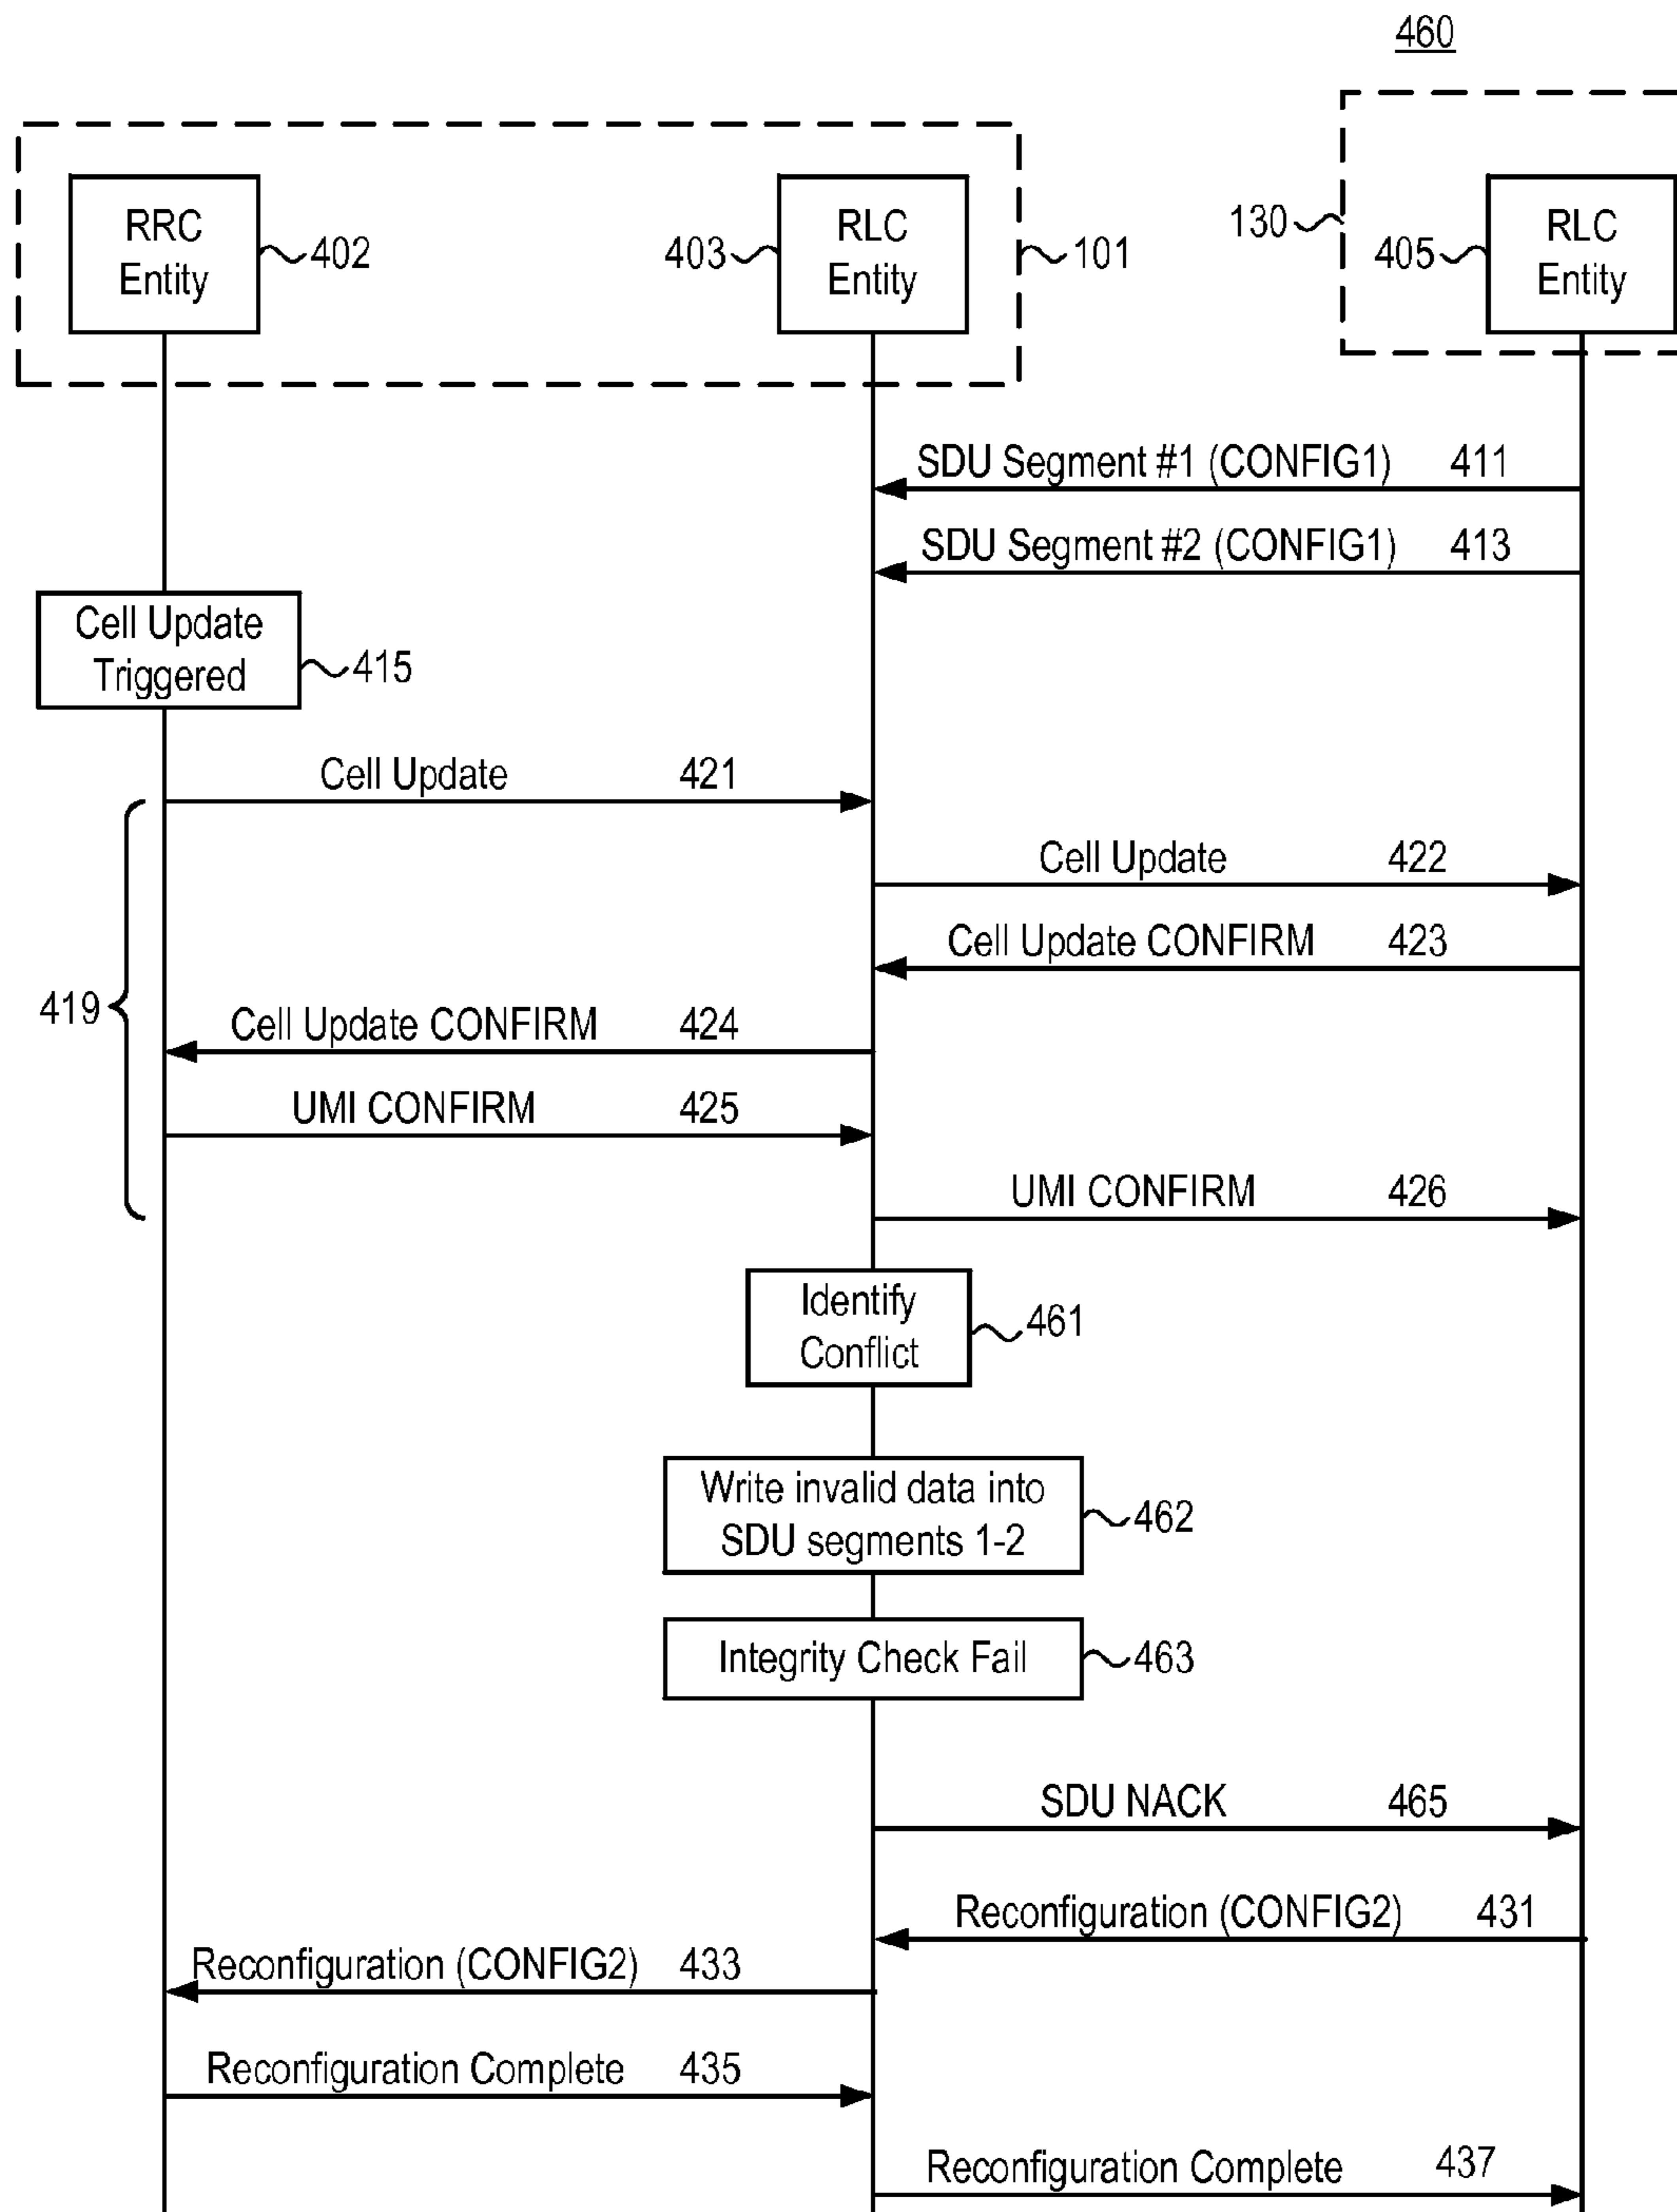 460
RRC
Entity
402
403
RLC
Entity
101
130
405
RLC
Entity
SDU Segment #1 (CONFIG1) 411
SDU Segment #2 (CONFIG1) 413
Cell Update
Triggered
415
Cell Update 421
Cell Update 422
Cell Update CONFIRM 423
419
Cell Update CONFIRM 424
UMI CONFIRM 425
UMI CONFIRM 426
Identify
Conflict
461
Write invalid data into
SDU segments 1-2
462
Integrity Check Fail
463
SDU NACK 465
Reconfiguration (CONFIG2) 431
Reconfiguration (CONFIG2) 433
Reconfiguration Complete 435
Reconfiguration Complete 437